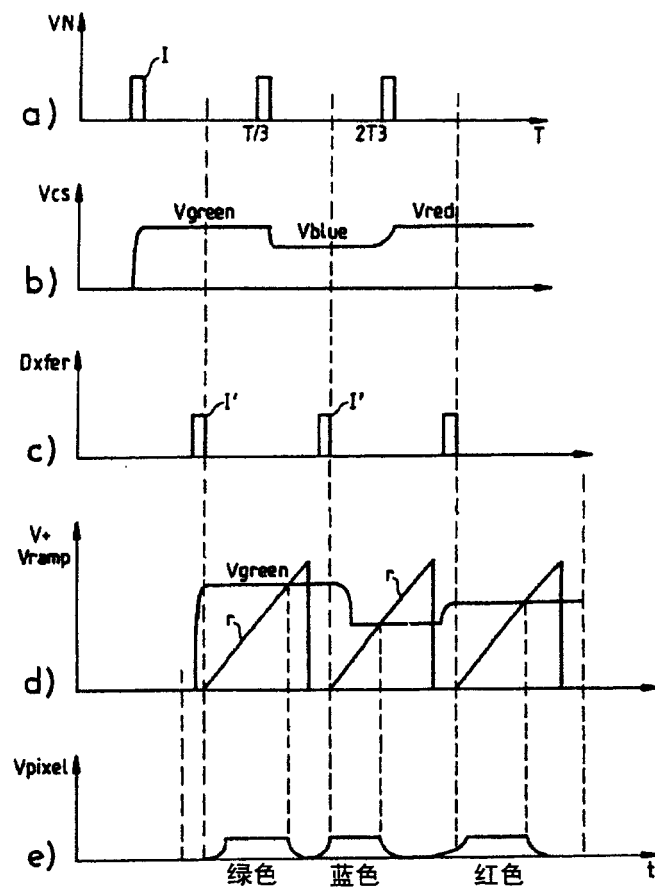 VN
I
a)
T/3
2T3
T
Vcs
Vgreen
Vblue
Vred
b)
Dxfer
I'
I'
c)
V+
Vramp
Vgreen
r
r
d)
Vpixel
e)
绿色
蓝色
红色
t